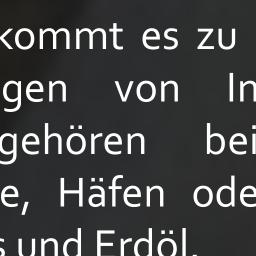 kommt es zu
gen von In
gehören bei
e, Häfen ode
s und Erdöl.